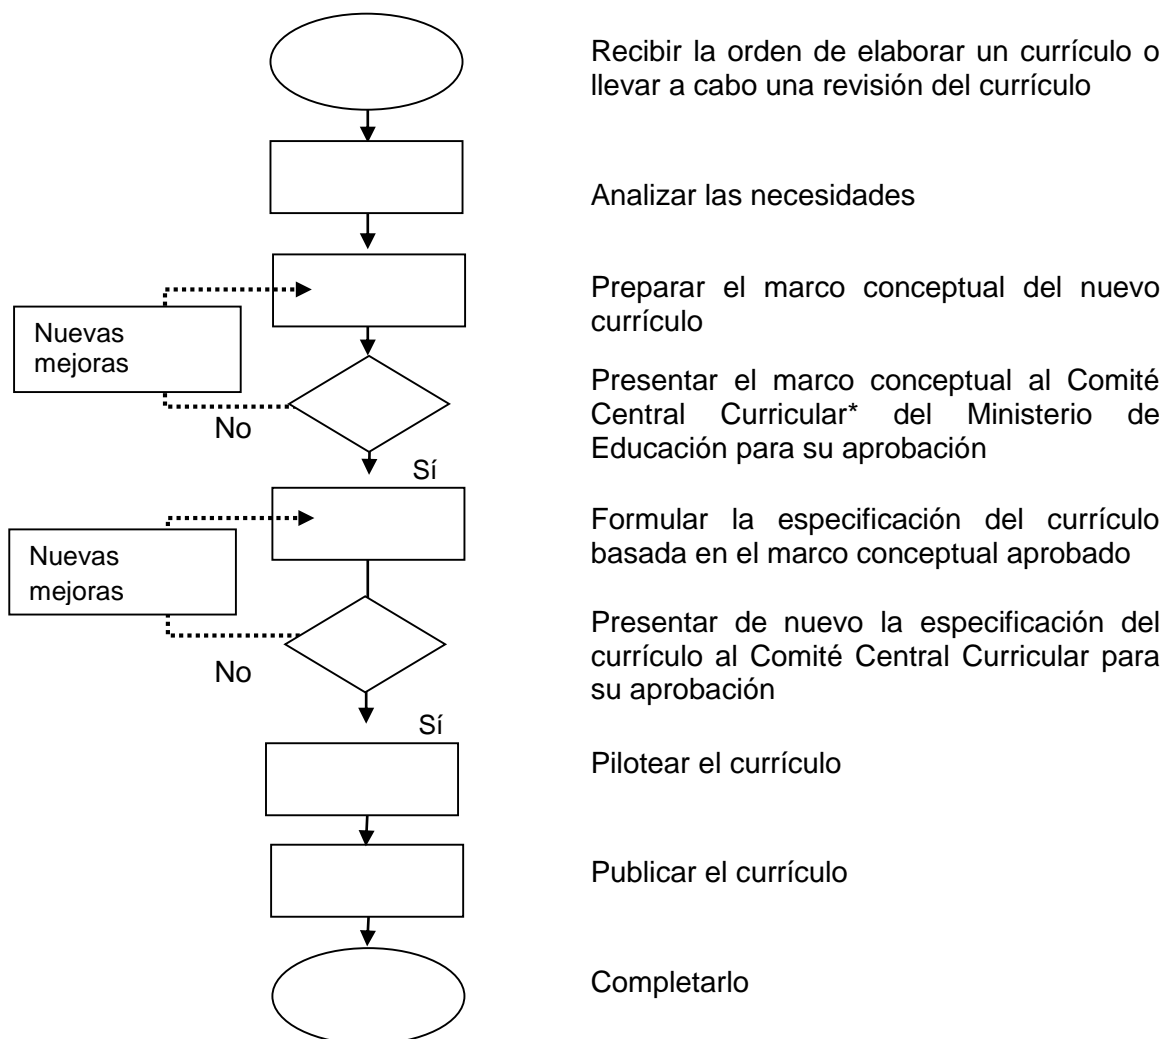 Recibir la orden de elaborar un currículo o
llevar a cabo una revisión del currículo
Analizar las necesidades
Preparar el marco conceptual del nuevo
currículo
Nuevas
mejoras
Presentar el marco conceptual al Comité
Central Curricular* del Ministerio de
Educación para su aprobación
No
Sí
Formular la especificación del currículo
basada en el marco conceptual aprobado
Nuevas
mejoras
Presentar de nuevo la especificación del
currículo al Comité Central Curricular para
su aprobación
No
Sí
Pilotear el currículo
Publicar el currículo
Completarlo